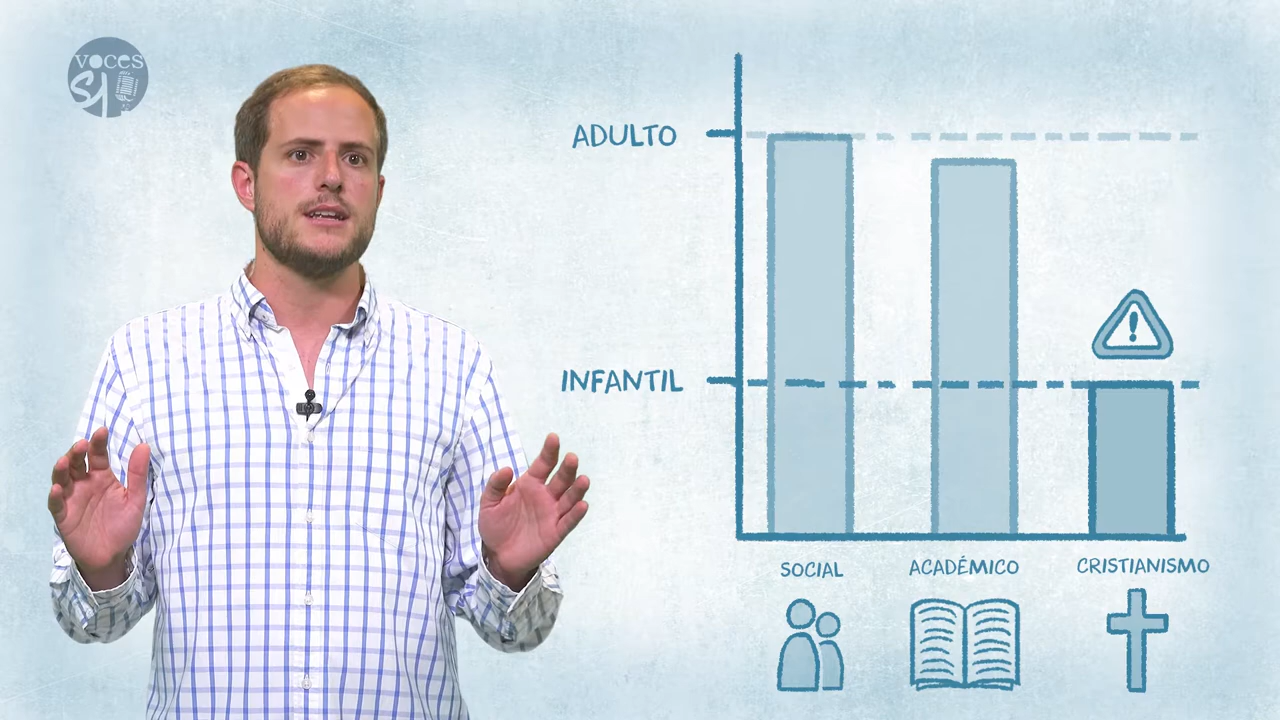 VOCES
SJ
ADULTO
INFANTIL
SOCIAL
ACADÉMICO
CRISTIANISMO